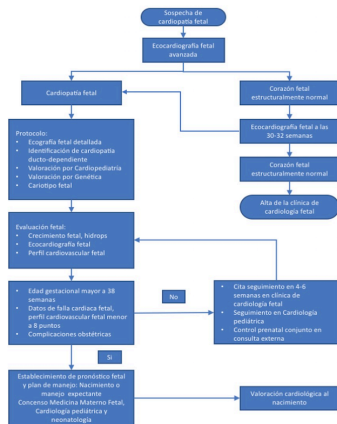 Sospecha de
cardiopatía fetal
Ecocardiografía fetal
avanzada
Cardiopatía fetal
Corazón fetal
estructuralmente normal
Protocolo:
• Ecografía fetal detallada
• Identificación de cardiopatía
ducto-dependiente
• Valoración por Cardiopediatría
• Valoración por Genética
• Cariotipo fetal
Ecocardiografía fetal a las
30-32 semanas
Corazón fetal
estructuralmente normal
Alta de la clínica de
cardiología fetal
Evaluación fetal:
• Crecimiento fetal, hidrops
• Ecocardiografía fetal
• Perfil cardiovascular fetal
• Edad gestacional mayor a 38
semanas
• Datos de falla cardiaca fetal,
perfil cardiovascular fetal menor
a 8 puntos
• Complicaciones obstétricas
No
• Cita seguimiento en 4-6
semanas en clínica de
cardiología fetal
• Seguimiento en Cardiología
pediátrica
• Control prenatal conjunto en
consulta externa
Si
Establecimiento de pronóstico fetal
y plan de manejo: Nacimiento o
manejo expectante
Concenso Medicina Materno Fetal,
Cardiología pediátrica y
neonatología
Valoración cardiológica al
nacimiento